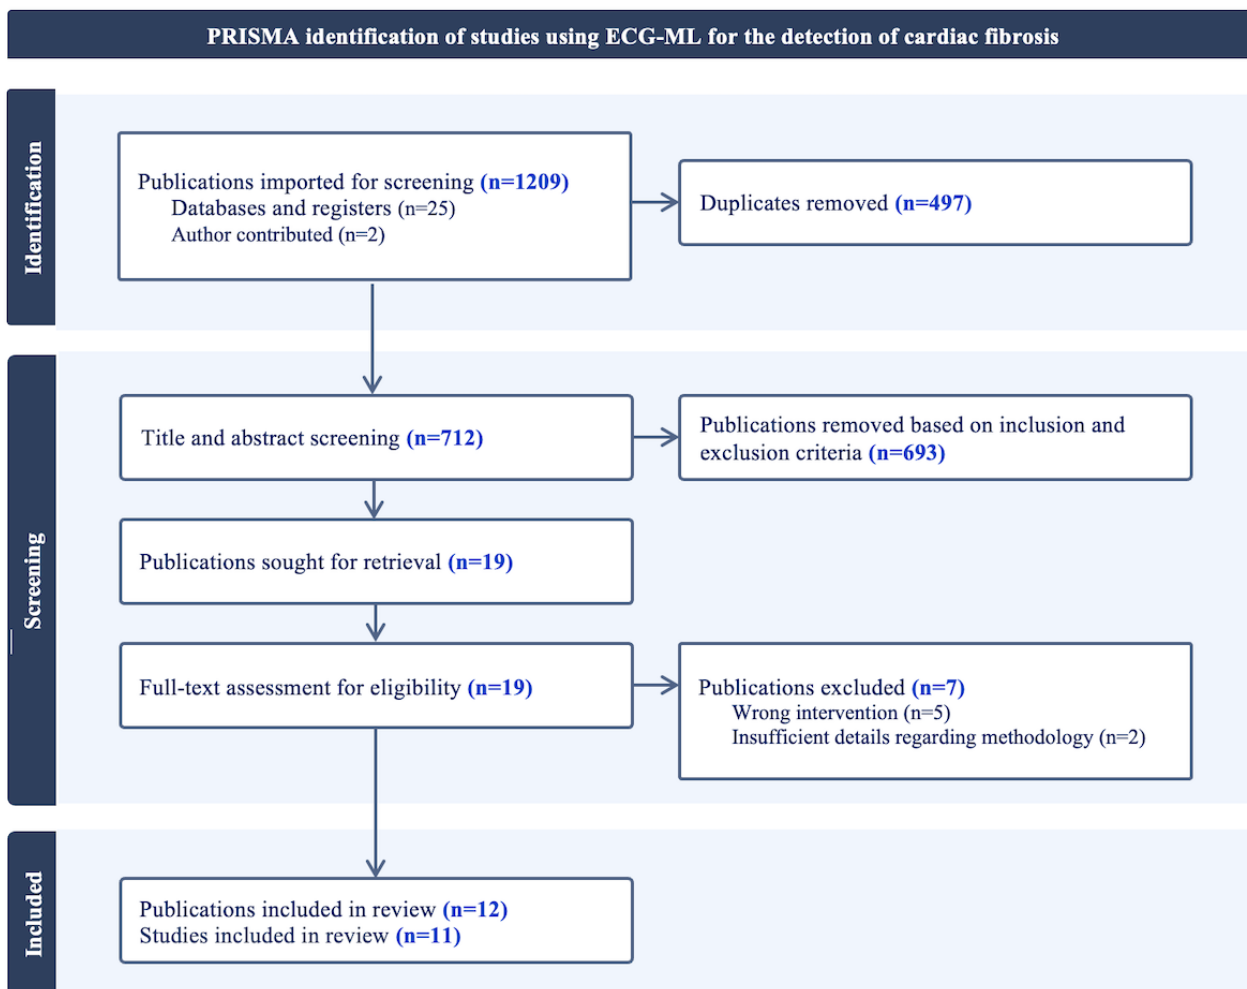 PRISMA identification of studies using ECG-ML for the detection of cardiac fibrosis
Identification
Publications imported for screening (n=1209)
Databases and registers (n=25)
Author contributed (n=2)
Duplicates removed (n=497)
Screening
Title and abstract screening (n=712)
Publications removed based on inclusion and
exclusion criteria (n=693)
Publications sought for retrieval (n=19)
Full-text assessment for eligibility (n=19)
Publications excluded (n=7)
Wrong intervention (n=5)
Insufficient details regarding methodology (n=2)
Included
Publications included in review (n=12)
Studies included in review (n=11)